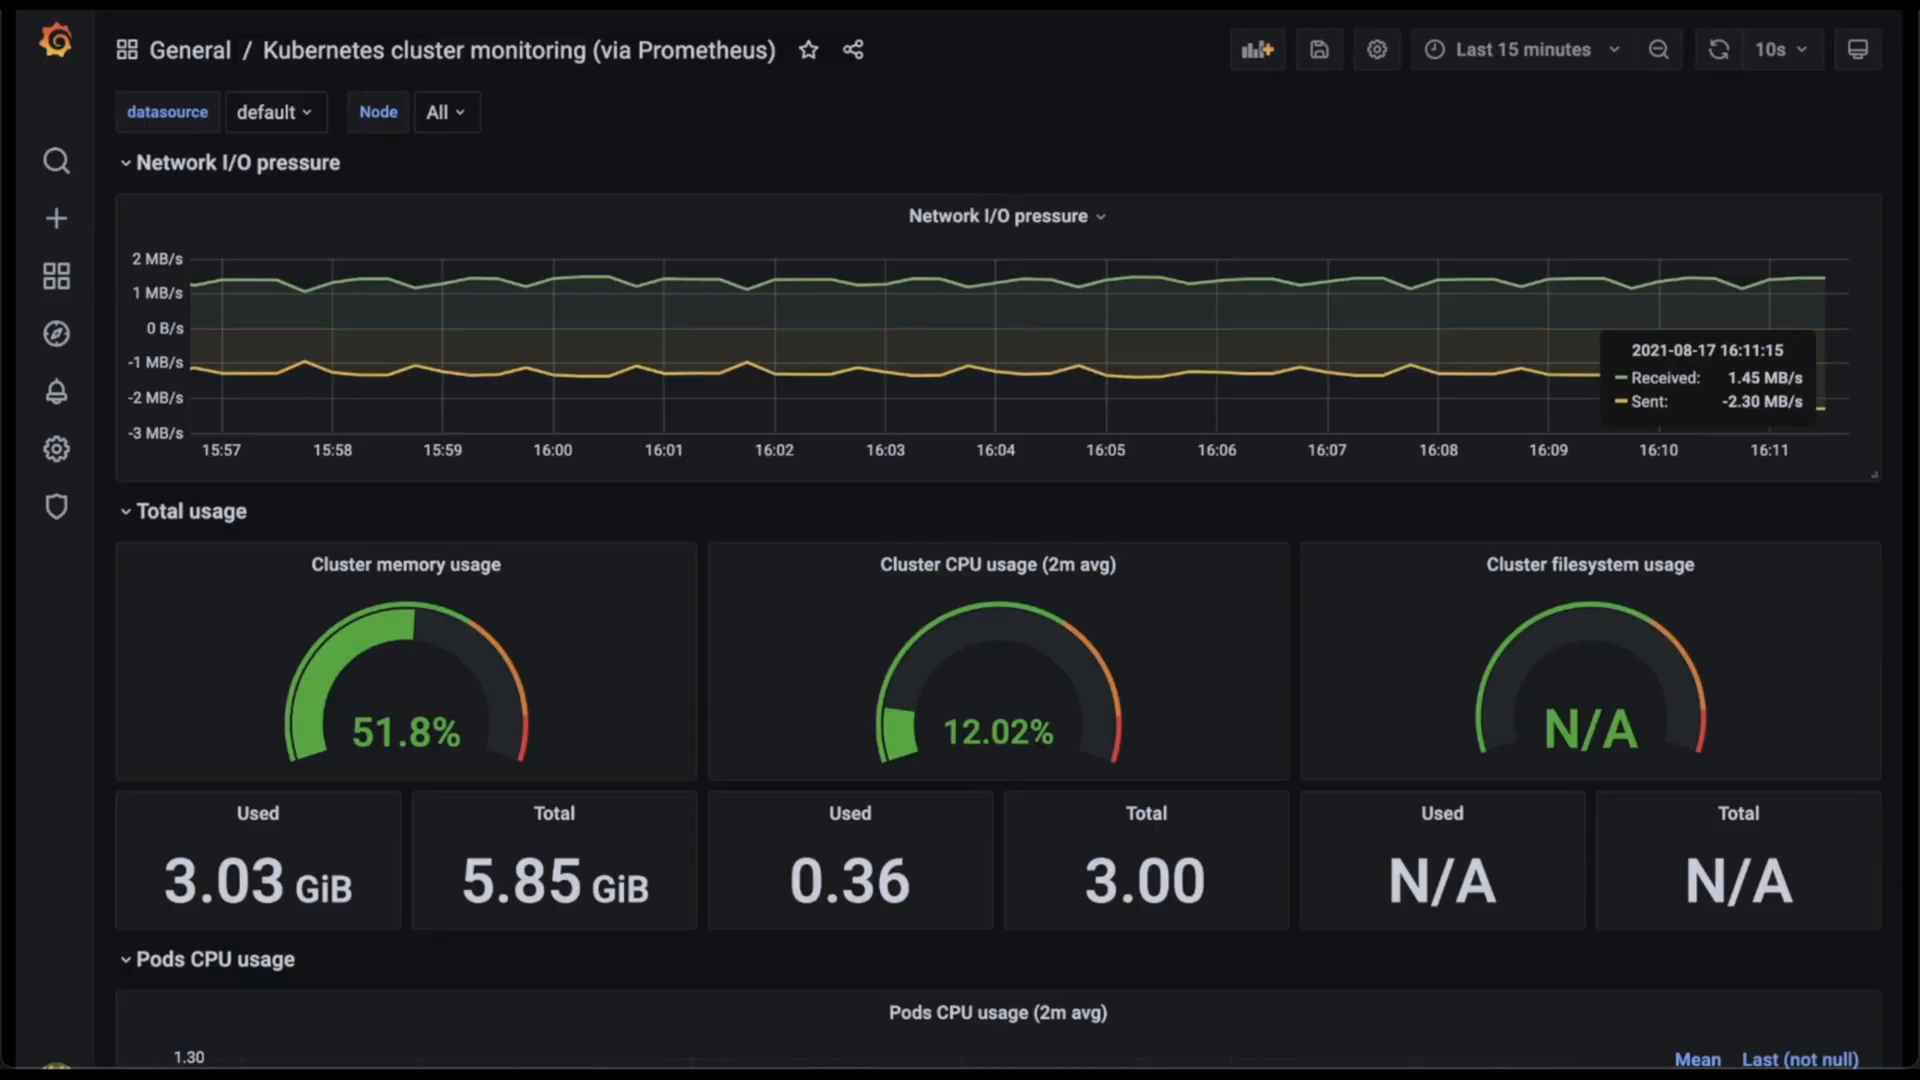 General / Kubernetes cluster monitoring (via Prometheus)
Last 15 minutes
10s
datasource default Node All
Network I/O pressure
Network I/O pressure
2 MB/s
1 MB/s
0 B/s
-1 MB/s
-2 MB/s
-3 MB/s
15:57 15:58 15:59 16:00 16:01 16:02 16:03 16:04 16:05 16:06 16:07 16:08 16:09 16:10 16:11
2021-08-17 16:11:15
Received: 1.45 MB/s
Sent: -2.30 MB/s
Total usage
Cluster memory usage
51.8%
Cluster CPU usage (2m avg)
12.02%
Cluster filesystem usage
N/A
Used
3.03 GiB
Total
5.85 GiB
Used
0.36
Total
3.00
Used
N/A
Total
N/A
Pods CPU usage
Pods CPU usage (2m avg)
1.30
Mean Last (not null)